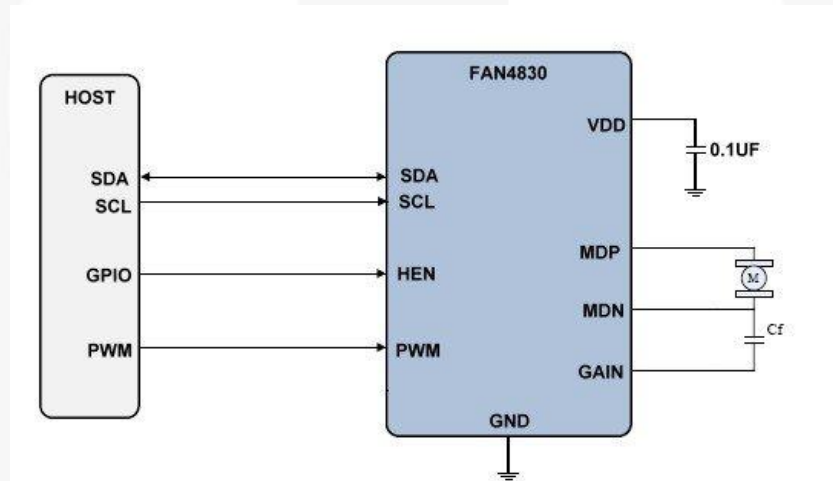 FAN4830
HOST
VDD
0.1UF
SDA
SDA
SCL
SCL
MDP
GPIO
HEN
M
MDN
Cf
PWM
PWM
GAIN
GND